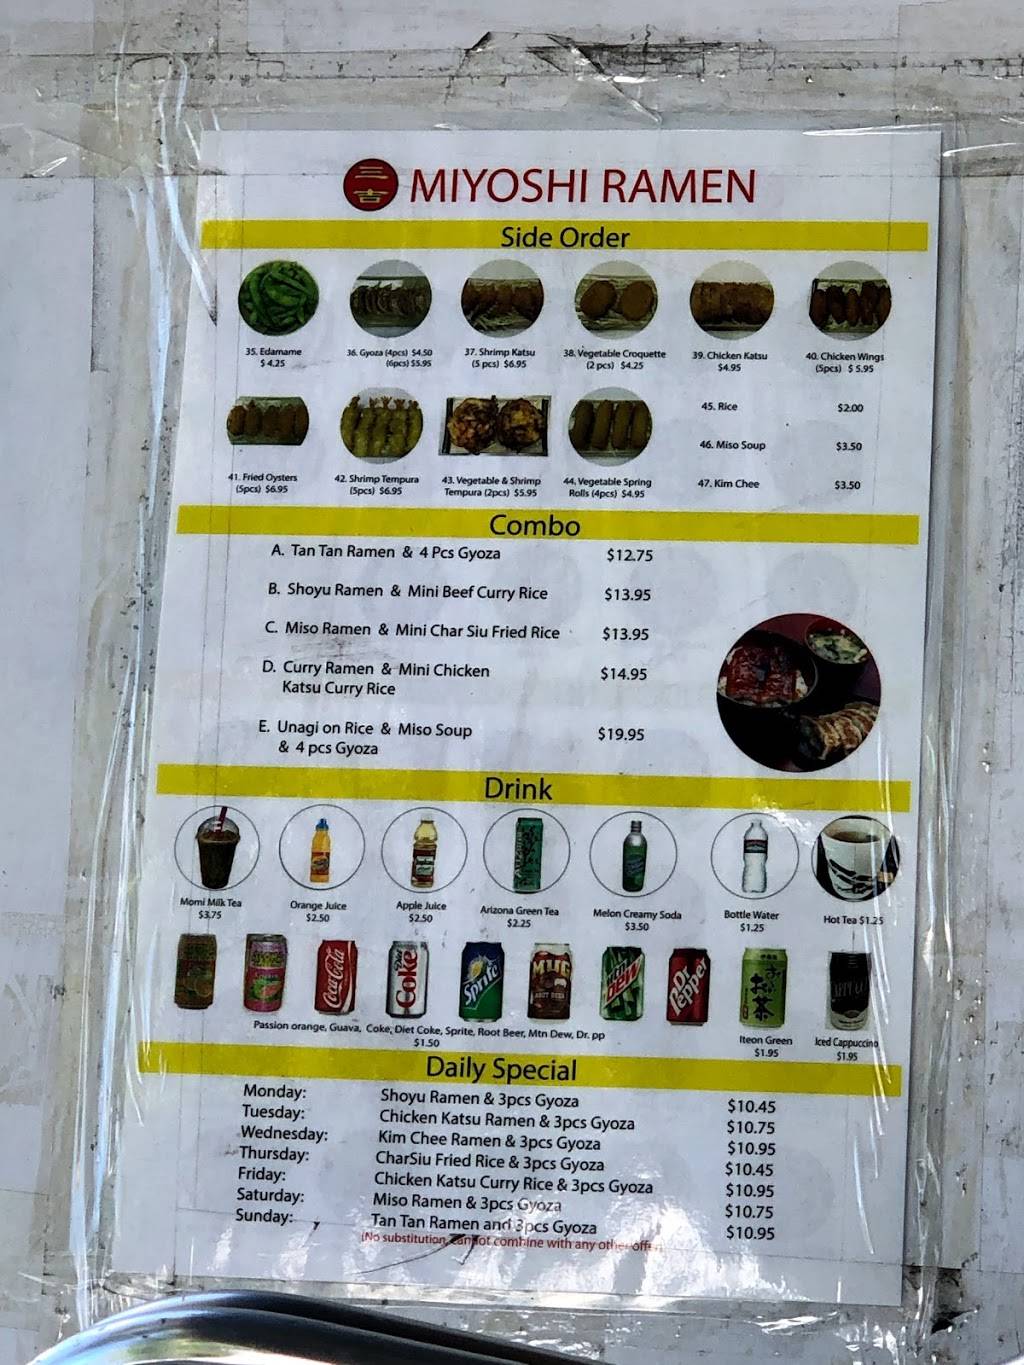 三吉 MIYOSHI RAMEN
Side Order
35. Edamame
$ 4.25
36. Gyoza (4pcs) $4.50
(6pcs) $5.95
37. Shrimp Katsu
(5 pcs) $6.95
38. Vegetable Croquette
(2 pcs) $4.25
39. Chicken Katsu
$4.95
40. Chicken Wings
(5pcs) $ 5.95
41. Fried Oysters
(5pcs) $6.95
42. Shrimp Tempura
(5pcs) $6.95
43. Vegetable & Shrimp
Tempura (2pcs) $5.95
44. Vegetable Spring
Rolls (4pcs) $4.95
45. Rice $2.00
46. Miso Soup $3.50
47. Kim Chee $3.50
Combo
A. Tan Tan Ramen & 4 Pcs Gyoza $12.75
B. Shoyu Ramen & Mini Beef Curry Rice $13.95
C. Miso Ramen & Mini Char Siu Fried Rice $13.95
D. Curry Ramen & Mini Chicken $14.95
Katsu Curry Rice
E. Unagi on Rice & Miso Soup $19.95
& 4 pcs Gyoza
Drink
Momi Milk Tea
$3.75
Orange Juice
$2.50
Apple Juice
$2.50
Arizona Green Tea
$2.25
Melon Creamy Soda
$3.50
Bottle Water
$1.25
Hot Tea $1.25
Coca-Cola
Diet Coke
Sprite
MUG
ROOT BEER
Mtn DEW
Dr Pepper
お〜いお茶
Passion orange, Guava, Coke, Diet Coke, Sprite, Root Beer, Mtn Dew, Dr. pp
$1.50
Iteon Green
$1.95
Iced Cappuccino
$1.95
Daily Special
Monday: Shoyu Ramen & 3pcs Gyoza $10.45
Tuesday: Chicken Katsu Ramen & 3pcs Gyoza $10.75
Wednesday: Kim Chee Ramen & 3pcs Gyoza $10.95
Thursday: CharSiu Fried Rice & 3pcs Gyoza $10.45
Friday: Chicken Katsu Curry Rice & 3pcs Gyoza $10.95
Saturday: Miso Ramen & 3pcs Gyoza $10.75
Sunday: Tan Tan Ramen and 3pcs Gyoza $10.95
(No substitution, cannot combine with any other offer)